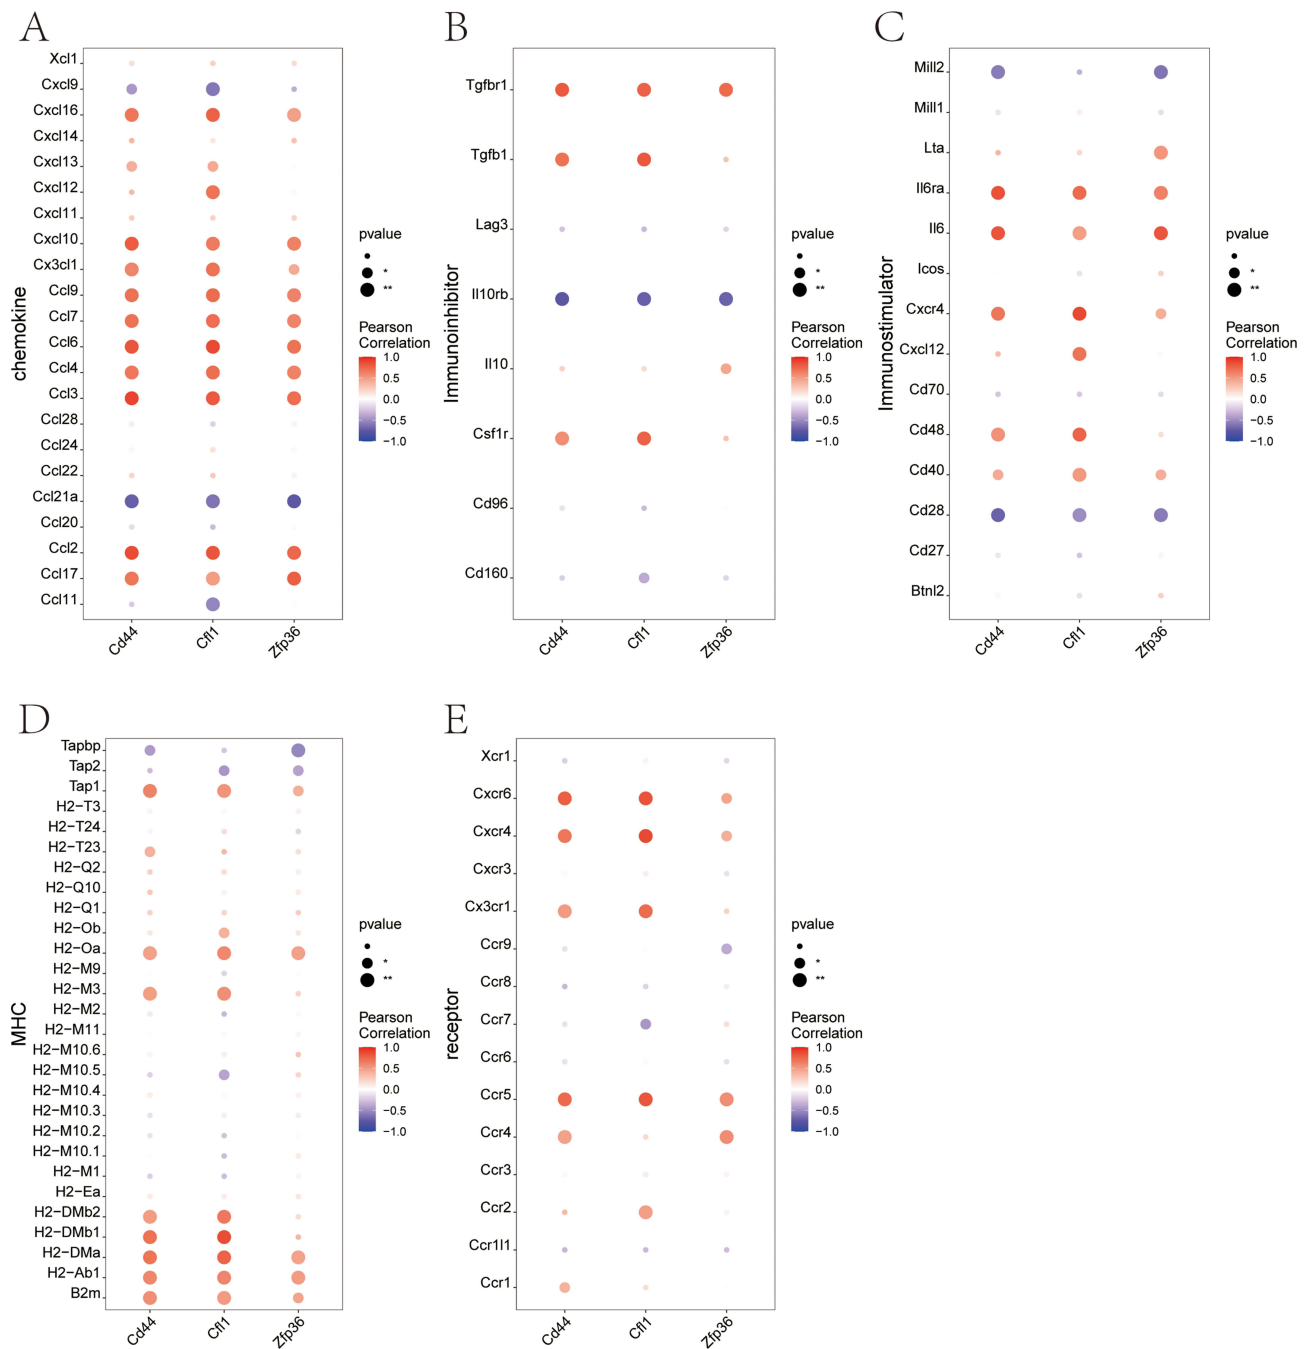 A
chemokine
Xcl1
Cxcl9
Cxcl16
Cxcl14
Cxcl13
Cxcl12
Cxcl11
Cxcl10
Cx3cl1
Ccl9
Ccl7
Ccl6
Ccl4
Ccl3
Ccl28
Ccl24
Ccl22
Ccl21a
Ccl20
Ccl2
Ccl17
Ccl11
Cd44
Cfl1
Zfp36
pvalue
*
**
Pearson
Correlation
1.0
0.5
0.0
−0.5
−1.0
B
Immunoinhibitor
Tgfbr1
Tgfb1
Lag3
Il10rb
Il10
Csf1r
Cd96
Cd160
Cd44
Cfl1
Zfp36
pvalue
*
**
Pearson
Correlation
1.0
0.5
0.0
−0.5
−1.0
C
Immunostimulator
Mill2
Mill1
Lta
Il6ra
Il6
Icos
Cxcr4
Cxcl12
Cd70
Cd48
Cd40
Cd28
Cd27
Btnl2
Cd44
Cfl1
Zfp36
pvalue
*
**
Pearson
Correlation
1.0
0.5
0.0
−0.5
−1.0
D
MHC
Tapbp
Tap2
Tap1
H2−T3
H2−T24
H2−T23
H2−Q2
H2−Q10
H2−Q1
H2−Ob
H2−Oa
H2−M9
H2−M3
H2−M2
H2−M11
H2−M10.6
H2−M10.5
H2−M10.4
H2−M10.3
H2−M10.2
H2−M10.1
H2−M1
H2−Ea
H2−DMb2
H2−DMb1
H2−DMa
H2−Ab1
B2m
Cd44
Cfl1
Zfp36
pvalue
*
**
Pearson
Correlation
1.0
0.5
0.0
−0.5
−1.0
E
receptor
Xcr1
Cxcr6
Cxcr4
Cxcr3
Cx3cr1
Ccr9
Ccr8
Ccr7
Ccr6
Ccr5
Ccr4
Ccr3
Ccr2
Ccr1l1
Ccr1
Cd44
Cfl1
Zfp36
pvalue
*
**
Pearson
Correlation
1.0
0.5
0.0
−0.5
−1.0